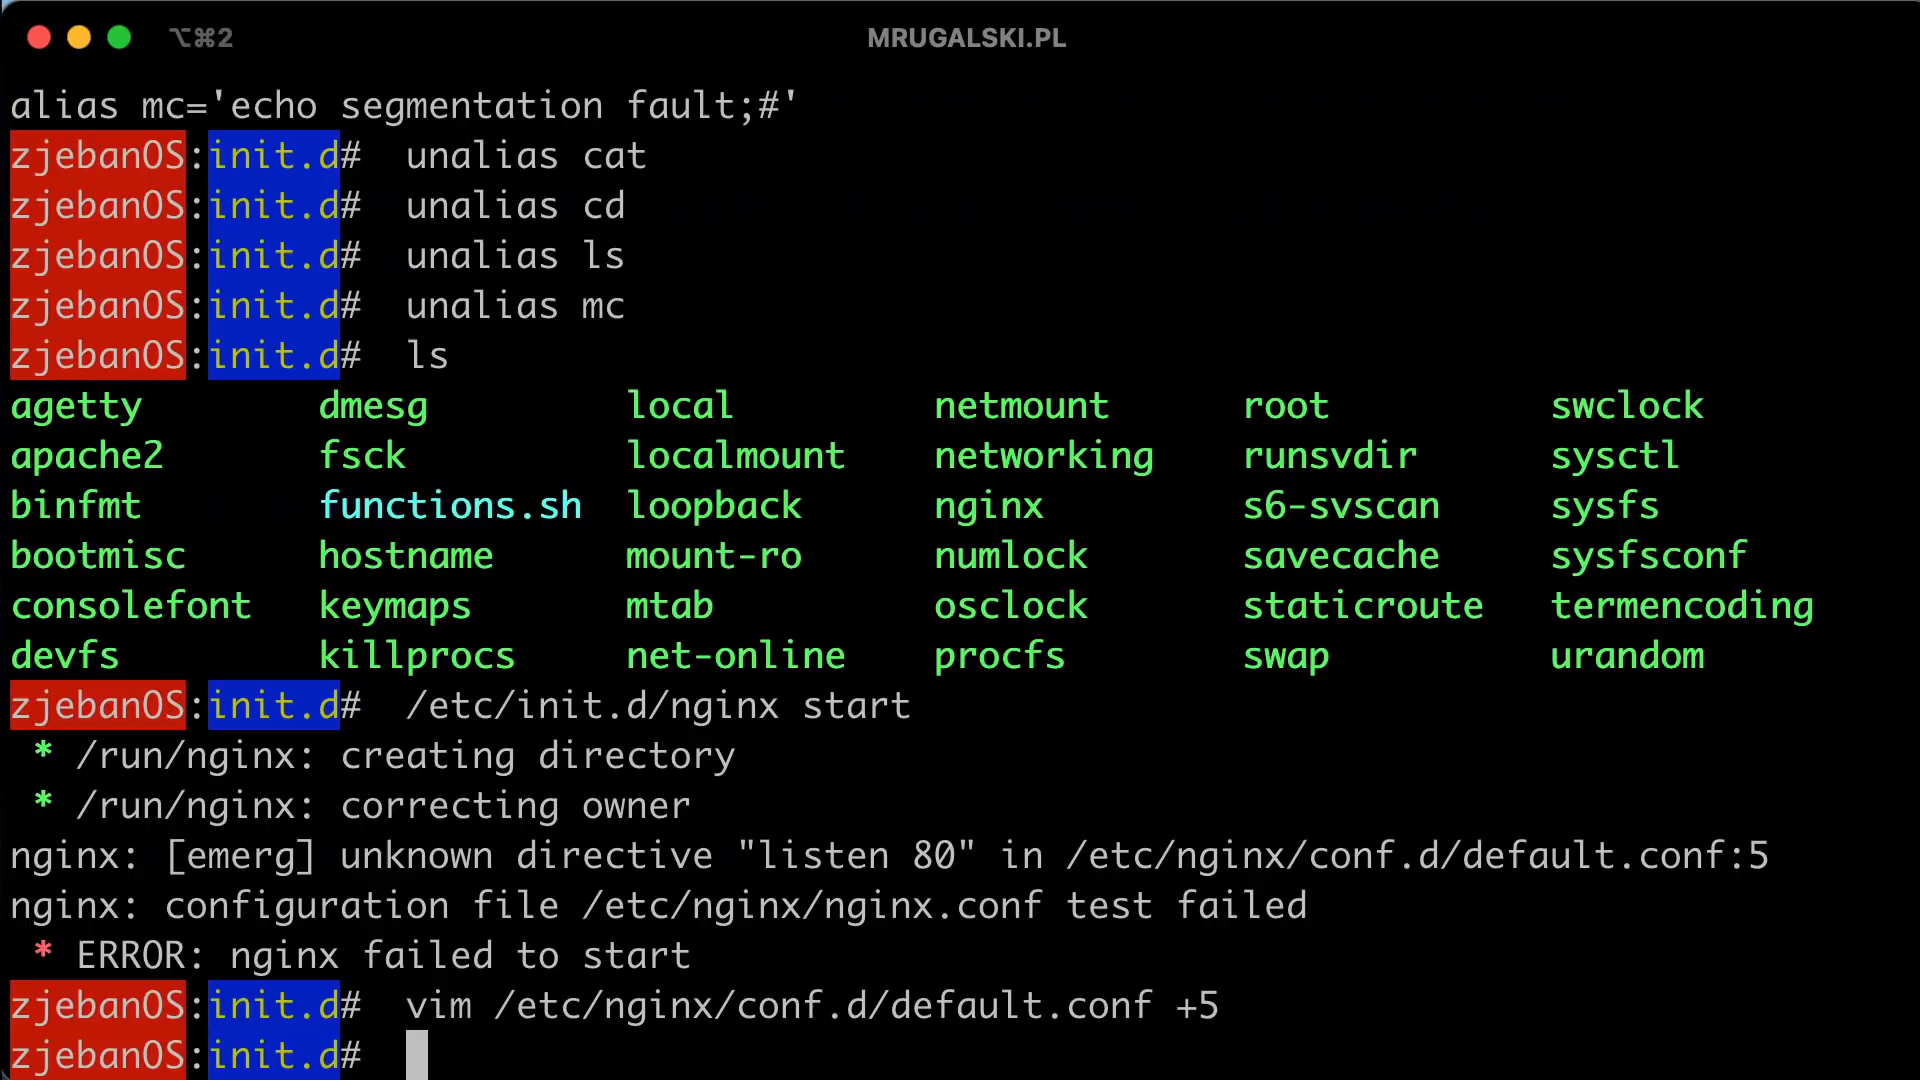 ⌥⌘2 MRUGALSKI.PL
alias mc='echo segmentation fault;#'
zjebanOS:init.d#  unalias cat
zjebanOS:init.d#  unalias cd
zjebanOS:init.d#  unalias ls
zjebanOS:init.d#  unalias mc
zjebanOS:init.d#  ls
agetty        dmesg         local         netmount      root          swclock
apache2       fsck          localmount    networking    runsvdir      sysctl
binfmt        functions.sh  loopback      nginx         s6-svscan     sysfs
bootmisc      hostname      mount-ro      numlock       savecache     sysfsconf
consolefont   keymaps       mtab          osclock       staticroute   termencoding
devfs         killprocs     net-online    procfs        swap          urandom
zjebanOS:init.d#  /etc/init.d/nginx start
 * /run/nginx: creating directory
 * /run/nginx: correcting owner
nginx: [emerg] unknown directive "listen 80" in /etc/nginx/conf.d/default.conf:5
nginx: configuration file /etc/nginx/nginx.conf test failed
 * ERROR: nginx failed to start
zjebanOS:init.d#  vim /etc/nginx/conf.d/default.conf +5
zjebanOS:init.d#